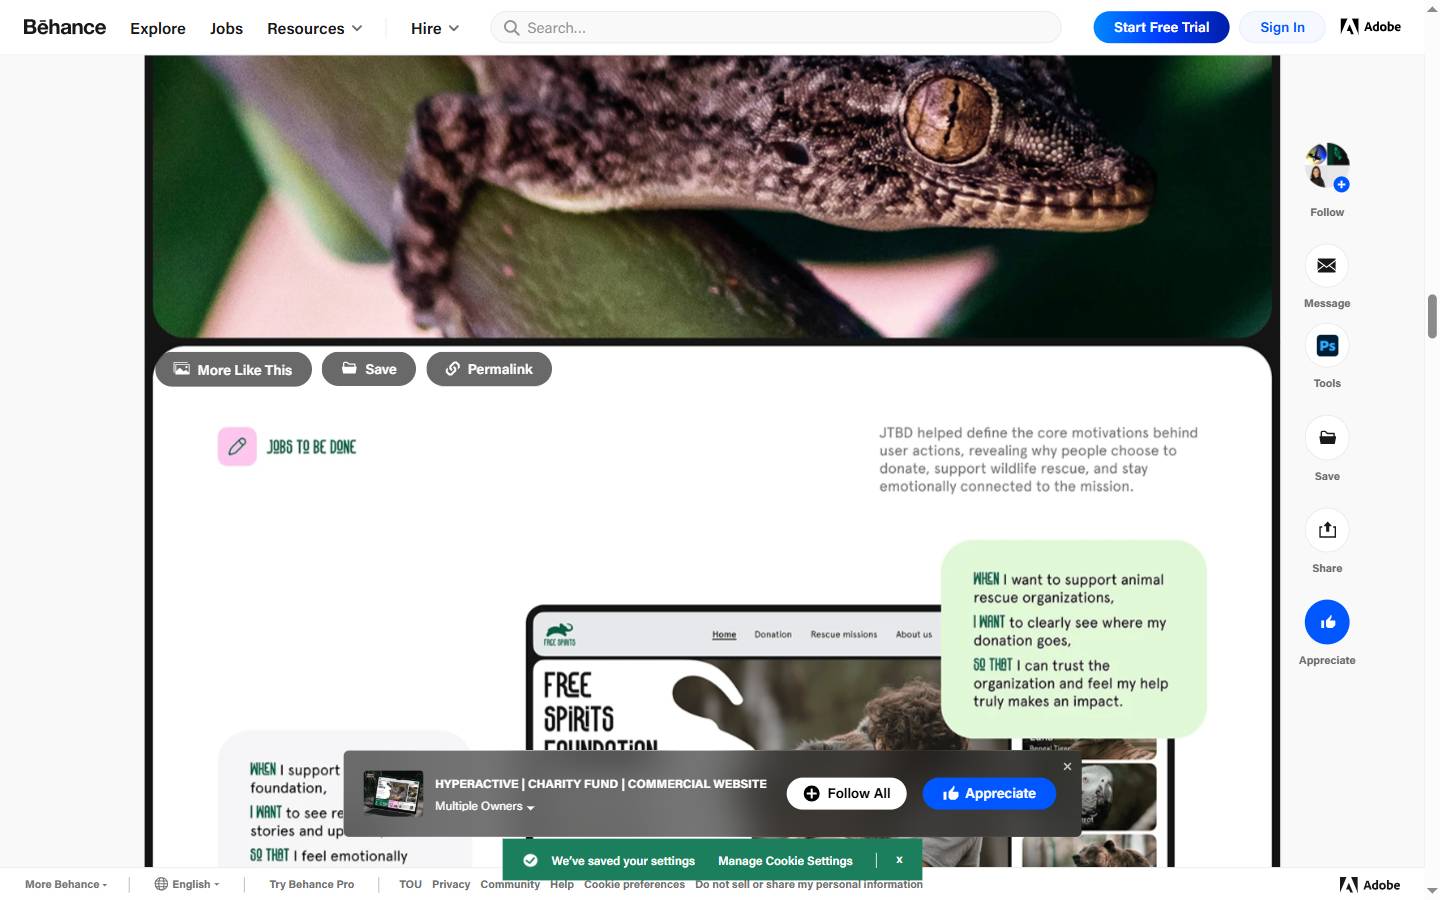 Bēhance
Explore
Jobs
Resources
Hire
Search...
Start Free Trial
Sign In
Adobe
Follow
Message
Ps
Tools
Save
Share
Appreciate
More Like This
Save
Permalink
JOBS TO BE DONE
JTBD helped define the core motivations behind
user actions, revealing why people choose to
donate, support wildlife rescue, and stay
emotionally connected to the mission.
WHEN I want to support animal
rescue organizations,
I WANT to clearly see where my
donation goes,
SO THAT I can trust the
organization and feel my help
truly makes an impact.
FREE SPIRITS
Home
Donation
Rescue missions
About us
FREE
SPIRITS
FOUNDATION
Bengal Tiger
WHEN I support
foundation,
I WANT to see re
stories and up
SO THAT I feel emotionally
HYPERACTIVE | CHARITY FUND | COMMERCIAL WEBSITE
Multiple Owners
Follow All
Appreciate
We've saved your settings
Manage Cookie Settings
x
More Behance
English
Try Behance Pro
TOU
Privacy
Community
Help
Cookie preferences
Do not sell or share my personal information
Adobe